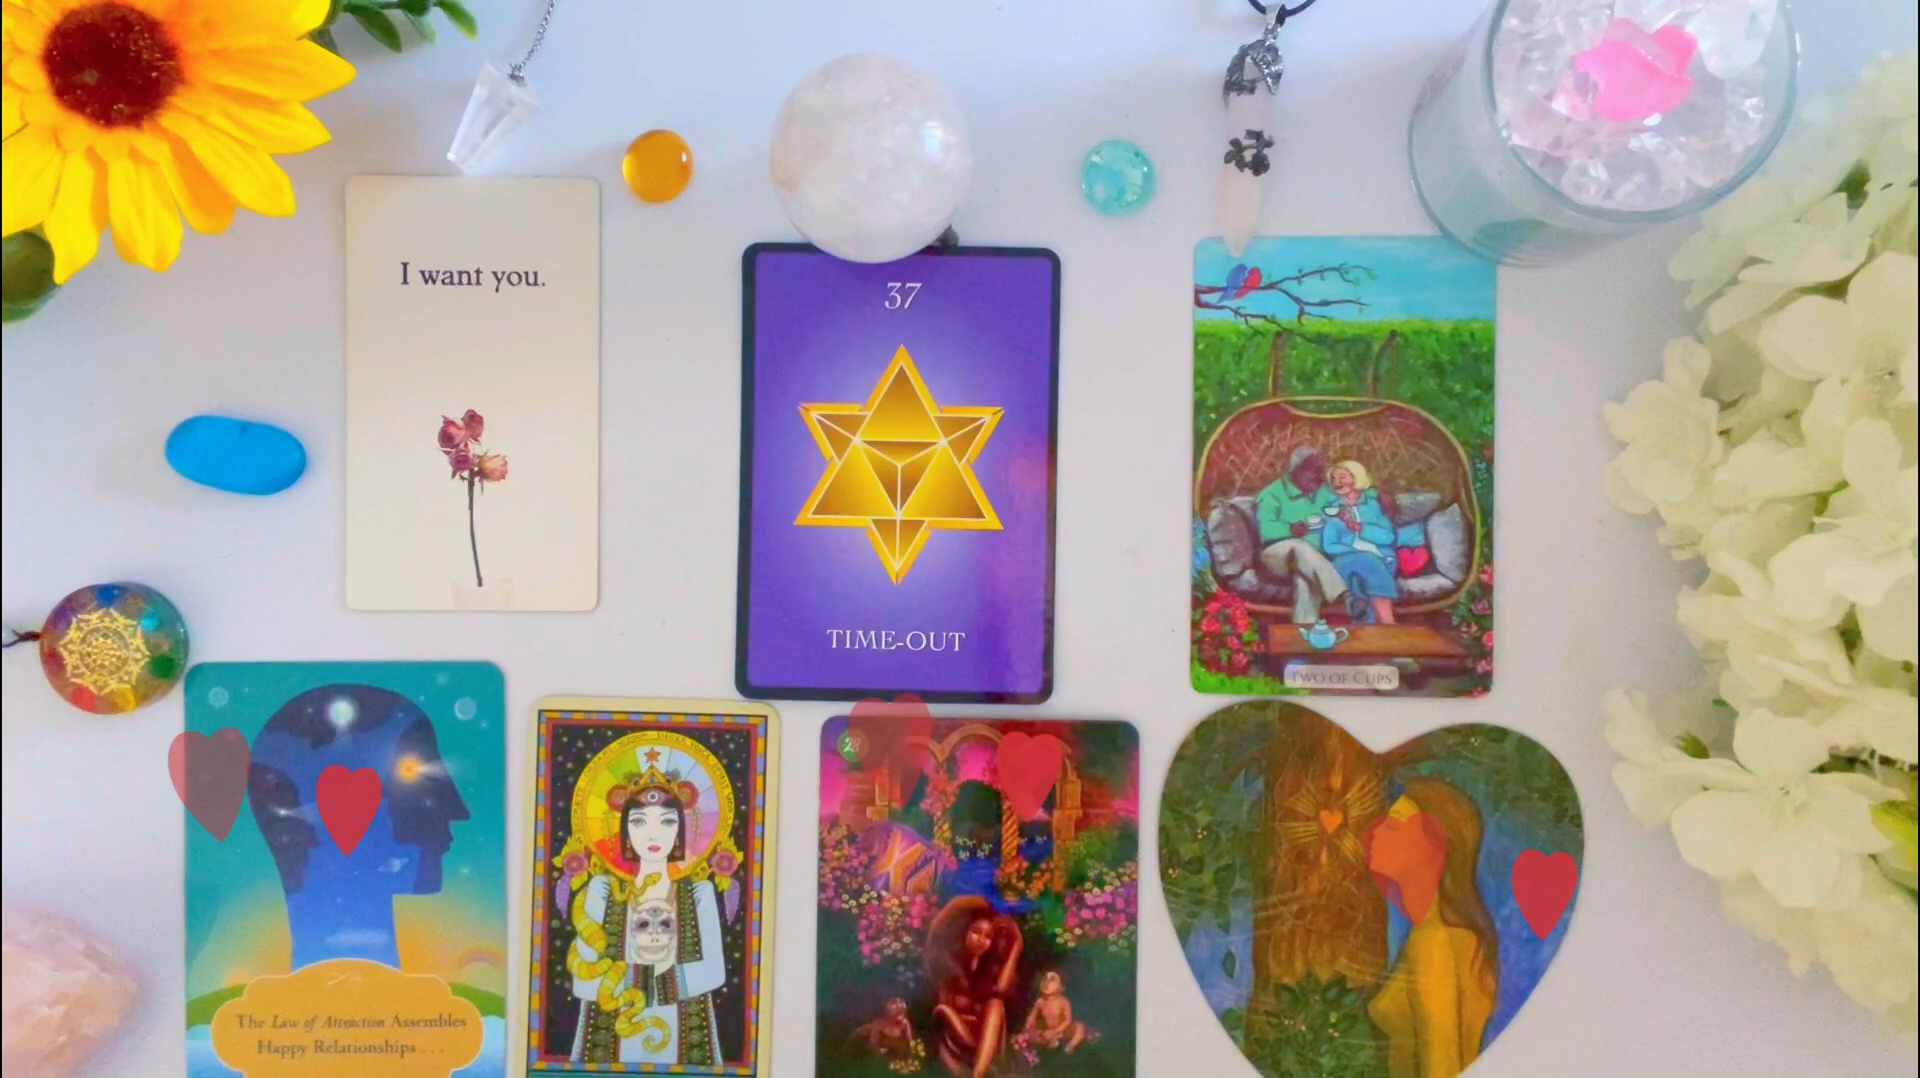 I want you.
37
TIME-OUT
TWO OF CUPS
The Law of Attraction Assembles
Happy Relationships . . .